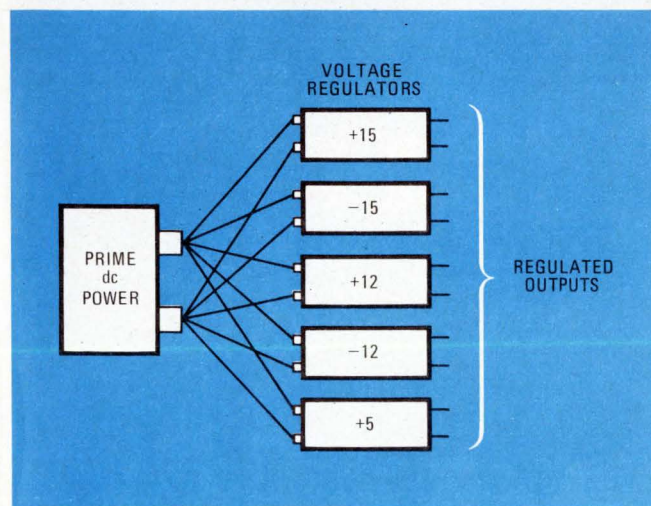 VOLTAGE
REGULATORS
+15
−15
PRIME
dc
POWER
+12
REGULATED
OUTPUTS
−12
+5